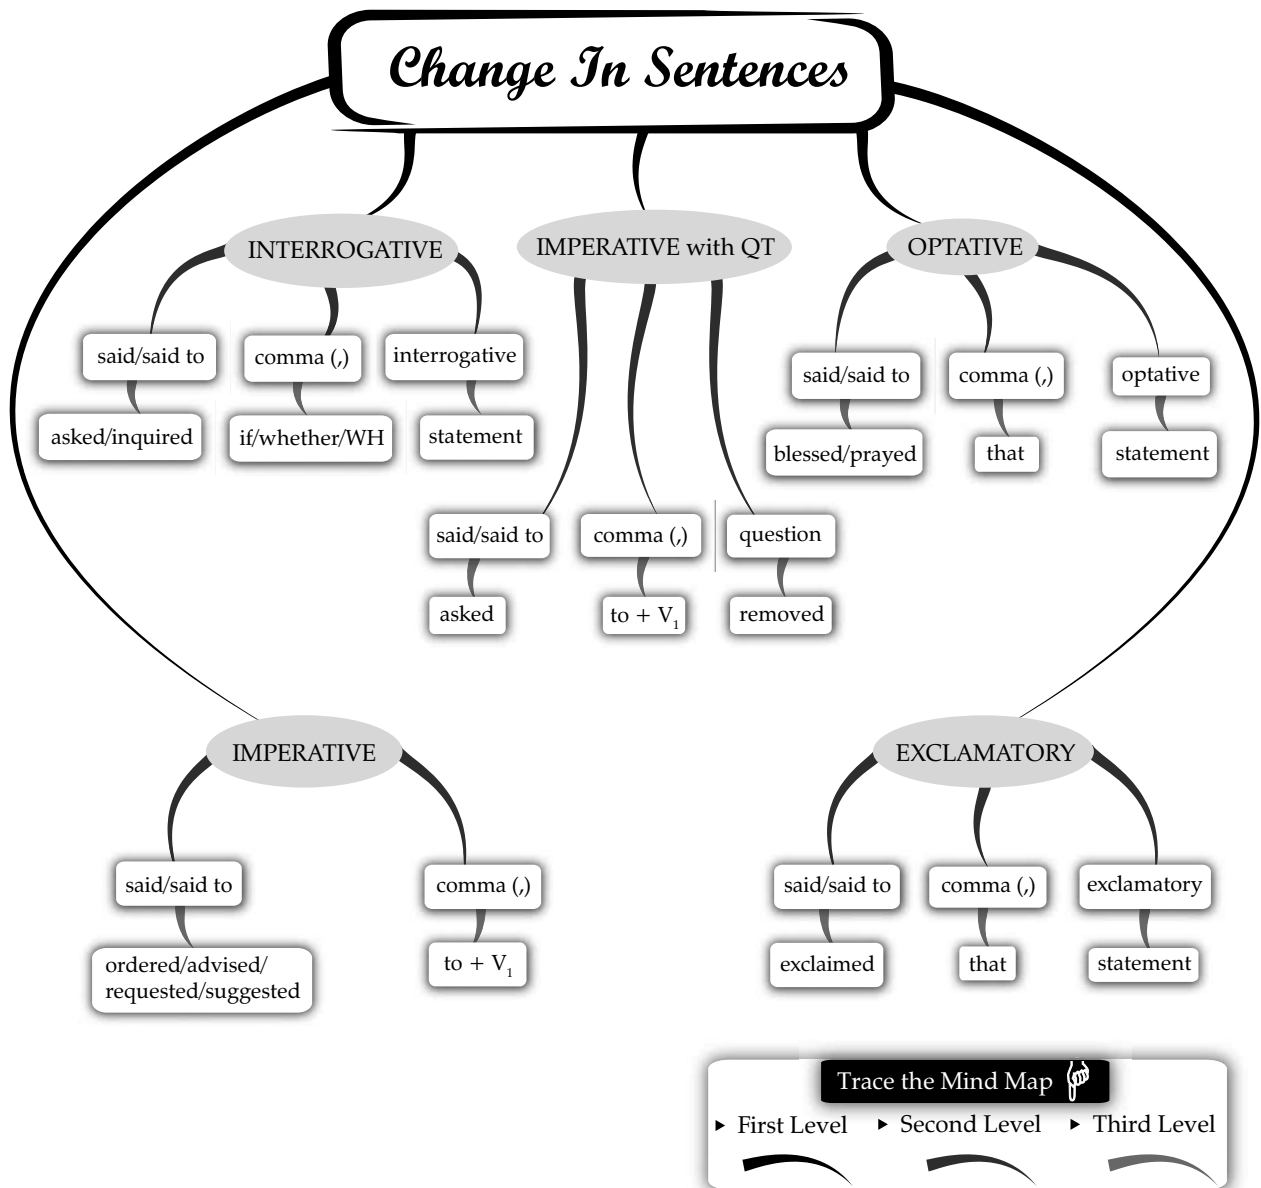 Change In Sentences
INTERROGATIVE
said/said to
asked/inquired
comma (,)
if/whether/WH
interrogative
statement
IMPERATIVE with QT
said/said to
asked
comma (,)
to + V₁
question
removed
OPTATIVE
said/said to
blessed/prayed
comma (,)
that
optative
statement
IMPERATIVE
said/said to
ordered/advised/
requested/suggested
comma (,)
to + V₁
EXCLAMATORY
said/said to
exclaimed
comma (,)
that
exclamatory
statement
Trace the Mind Map
First Level
Second Level
Third Level